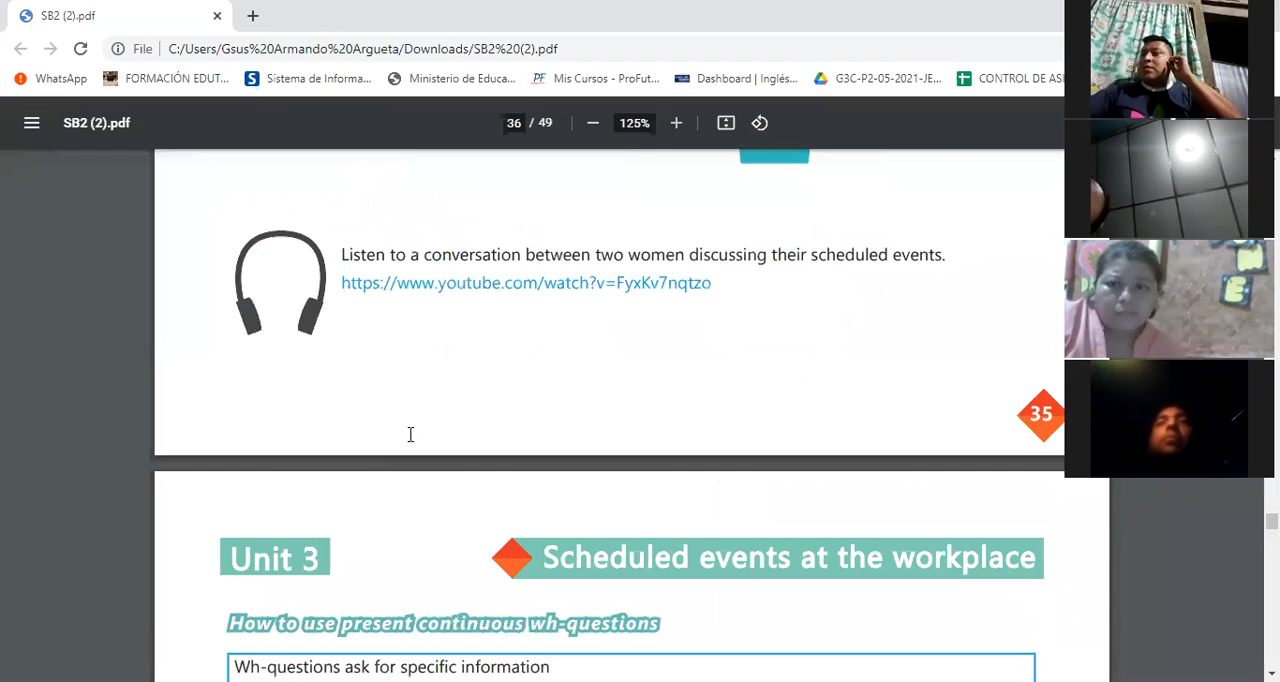 SB2 (2).pdf
File
C:/Users/Gsus%20Armando%20Argueta/Downloads/SB2%20(2).pdf
WhatsApp
FORMACIÓN EDUT...
Sistema de Informa...
Ministerio de Educa...
Mis Cursos - ProFut...
Dashboard | Inglés...
G3C-P2-05-2021-JE...
CONTROL DE ASI
SB2 (2).pdf
36 / 49
125%
Listen to a conversation between two women discussing their scheduled events.
https://www.youtube.com/watch?v=FyxKv7nqtzo
35
Unit 3
Scheduled events at the workplace
How to use present continuous wh-questions
Wh-questions ask for specific information